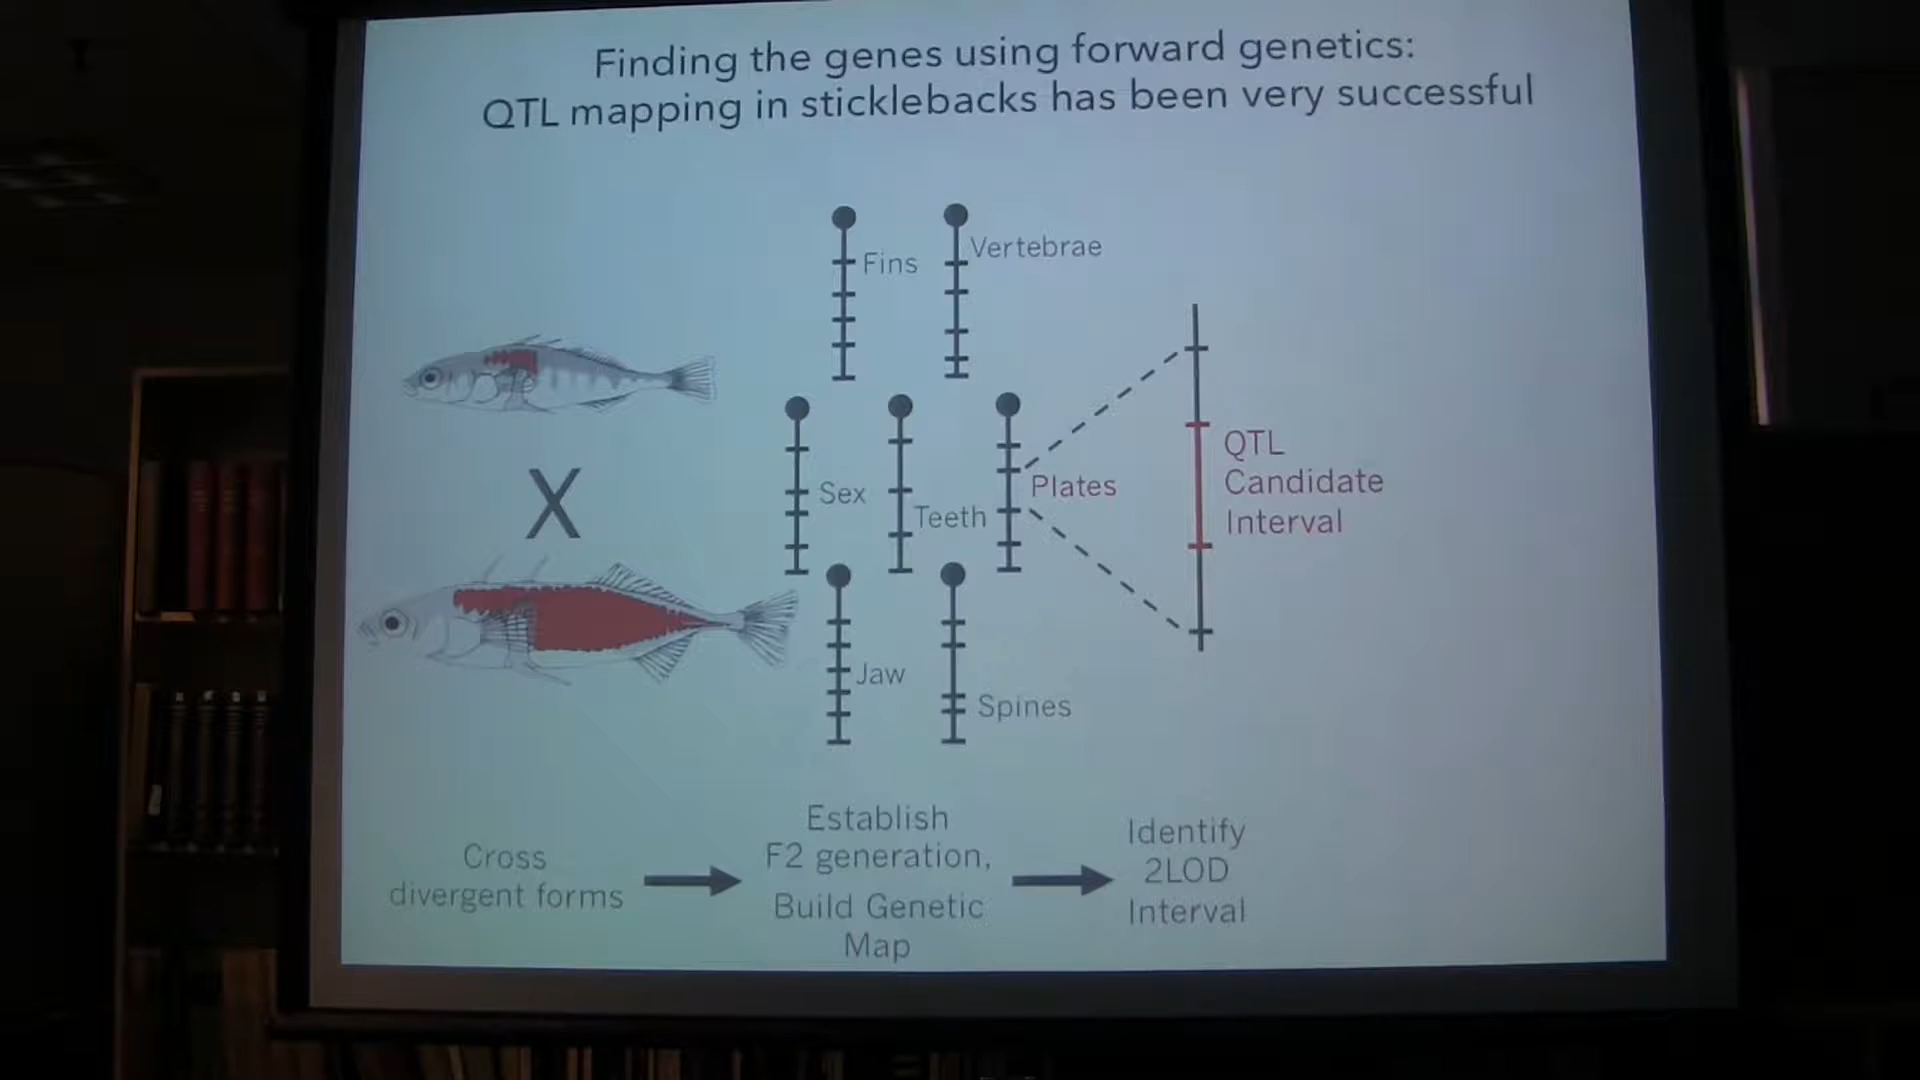 Finding the genes using forward genetics:
QTL mapping in sticklebacks has been very successful
Fins
Vertebrae
Sex
Teeth
Plates
QTL
Candidate
Interval
X
Jaw
Spines
Cross
divergent forms
Establish
F2 generation,
Build Genetic
Map
Identify
2LOD
Interval